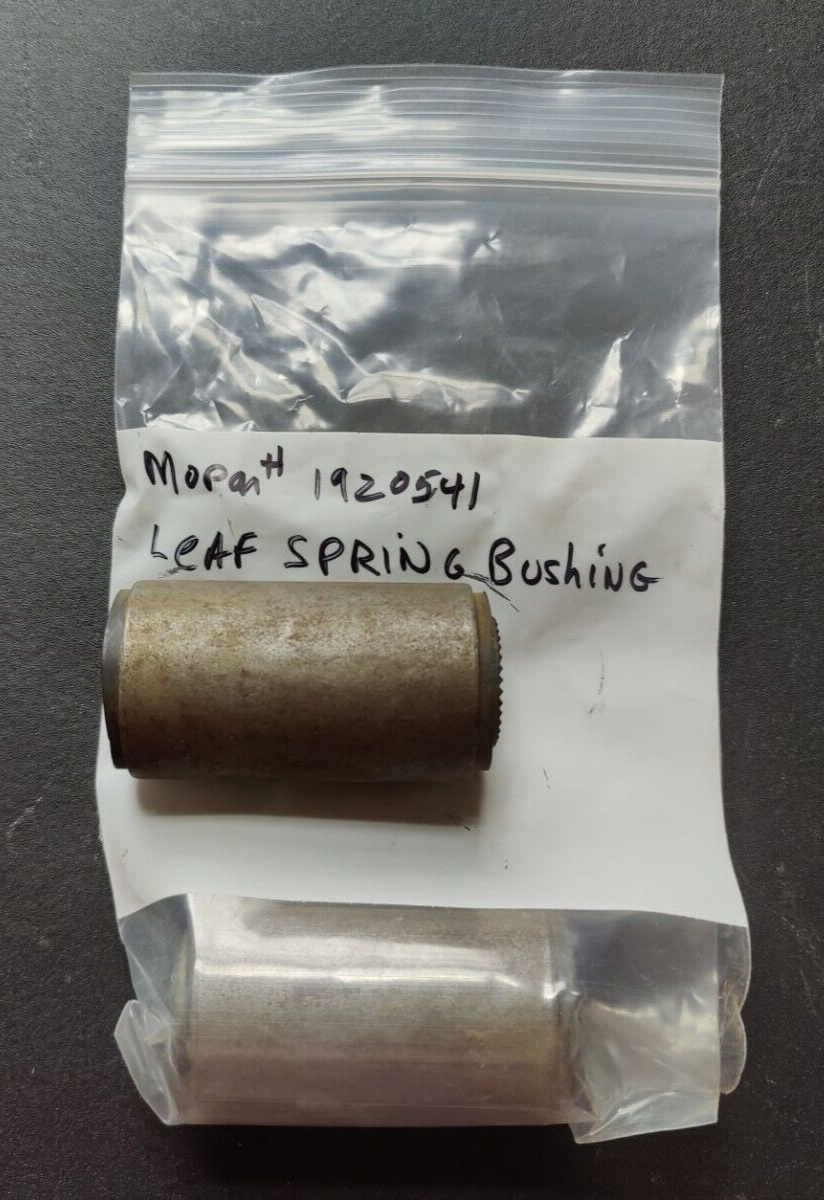 Mopar# 1920541
LeAF SPRiNG BushiNG